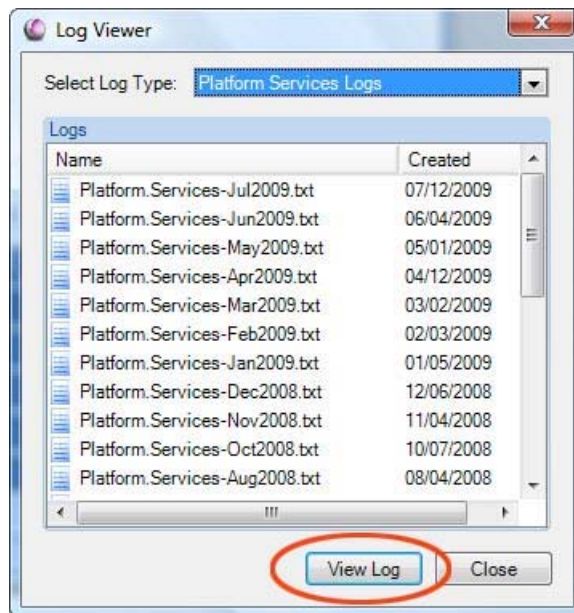 Log Viewer
Select Log Type: Platform Services Logs
Logs
Name Created
Platform.Services-Jul2009.txt 07/12/2009
Platform.Services-Jun2009.txt 06/04/2009
Platform.Services-May2009.txt 05/01/2009
Platform.Services-Apr2009.txt 04/12/2009
Platform.Services-Mar2009.txt 03/02/2009
Platform.Services-Feb2009.txt 02/03/2009
Platform.Services-Jan2009.txt 01/05/2009
Platform.Services-Dec2008.txt 12/06/2008
Platform.Services-Nov2008.txt 11/04/2008
Platform.Services-Oct2008.txt 10/07/2008
Platform.Services-Aug2008.txt 08/04/2008
View Log Close